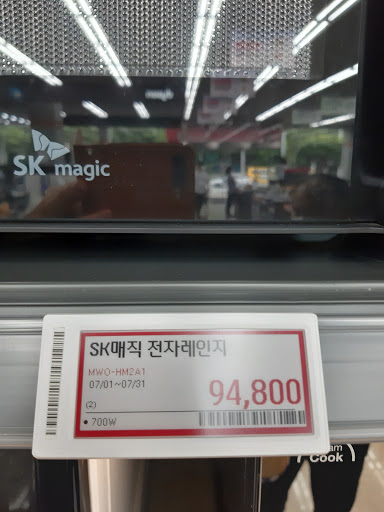 SK magic
SK매직 전자레인지
MWO-HM2A1
07/01~07/31
94,800
(2)
• 700W
Cook